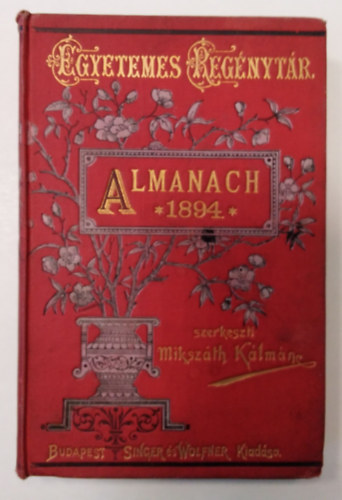 EGYETEMES REGÉNYTÁR.
ALMANACH
*1894.*
szerkeszti
Mikszáth Kálmán
BUDAPEST SINGER és WOLFNER Kiadása.